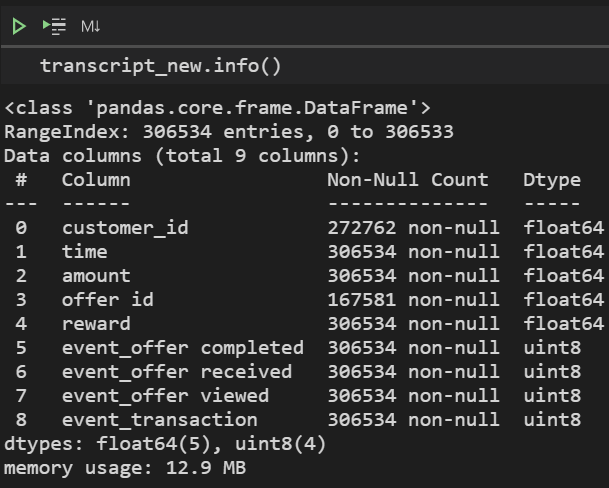 M↓
transcript_new.info()
<class 'pandas.core.frame.DataFrame'>
RangeIndex: 306534 entries, 0 to 306533
Data columns (total 9 columns):
 #   Column                 Non-Null Count   Dtype
---  ------                 --------------   -----
 0   customer_id            272762 non-null  float64
 1   time                   306534 non-null  float64
 2   amount                 306534 non-null  float64
 3   offer id               167581 non-null  float64
 4   reward                 306534 non-null  float64
 5   event_offer completed  306534 non-null  uint8
 6   event_offer received   306534 non-null  uint8
 7   event_offer viewed     306534 non-null  uint8
 8   event_transaction      306534 non-null  uint8
dtypes: float64(5), uint8(4)
memory usage: 12.9 MB